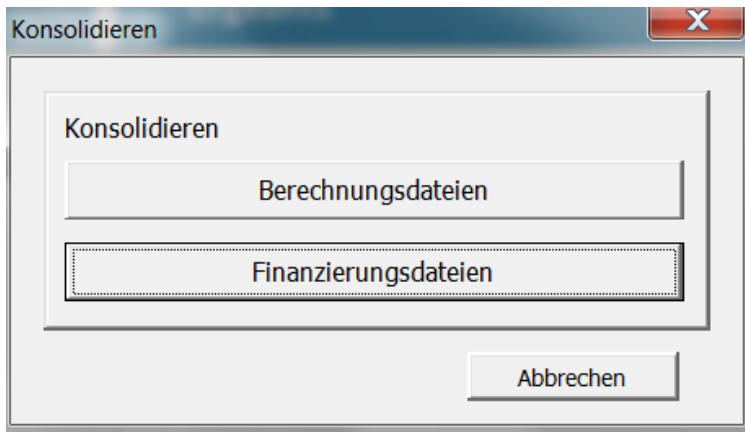 Konsolidieren
Konsolidieren
Berechnungsdateien
Finanzierungsdateien
Abbrechen